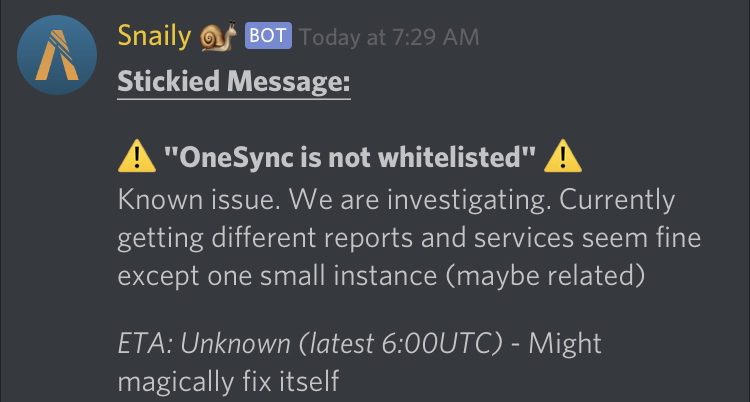 Snaily 🐌 BOT Today at 7:29 AM
Stickied Message:
⚠️ "OneSync is not whitelisted" ⚠️
Known issue. We are investigating. Currently
getting different reports and services seem fine
except one small instance (maybe related)
ETA: Unknown (latest 6:00UTC) - Might
magically fix itself